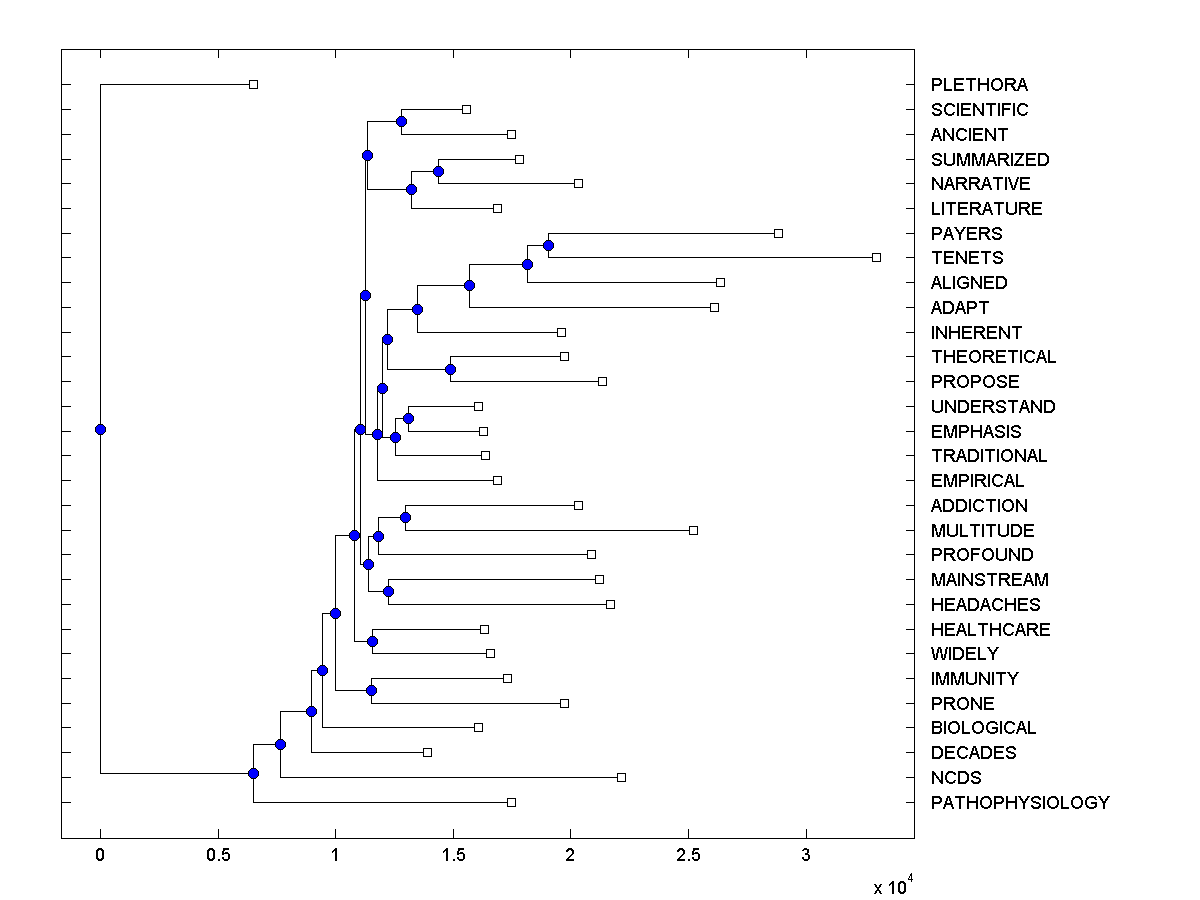 PLETHORA
SCIENTIFIC
ANCIENT
SUMMARIZED
NARRATIVE
LITERATURE
PAYERS
TENETS
ALIGNED
ADAPT
INHERENT
THEORETICAL
PROPOSE
UNDERSTAND
EMPHASIS
TRADITIONAL
EMPIRICAL
ADDICTION
MULTITUDE
PROFOUND
MAINSTREAM
HEADACHES
HEALTHCARE
WIDELY
IMMUNITY
PRONE
BIOLOGICAL
DECADES
NCDS
PATHOPHYSIOLOGY
0 0.5 1 1.5 2 2.5 3
x 10^4